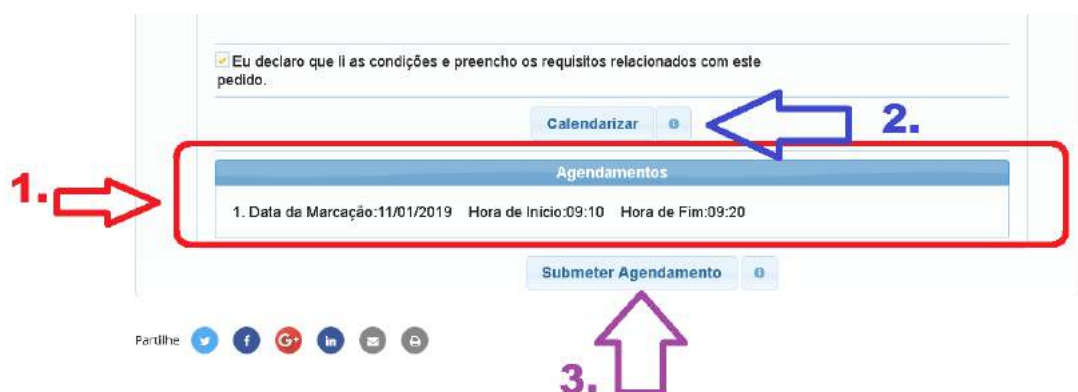 Eu declaro que li as condições e preencho os requisitos relacionados com este
pedido.
Calendarizar
2.
Agendamentos
1.
1. Data da Marcação:11/01/2019 Hora de Inicio:09:10 Hora de Fim:09:20
Submeter Agendamento
Partilhe
3.